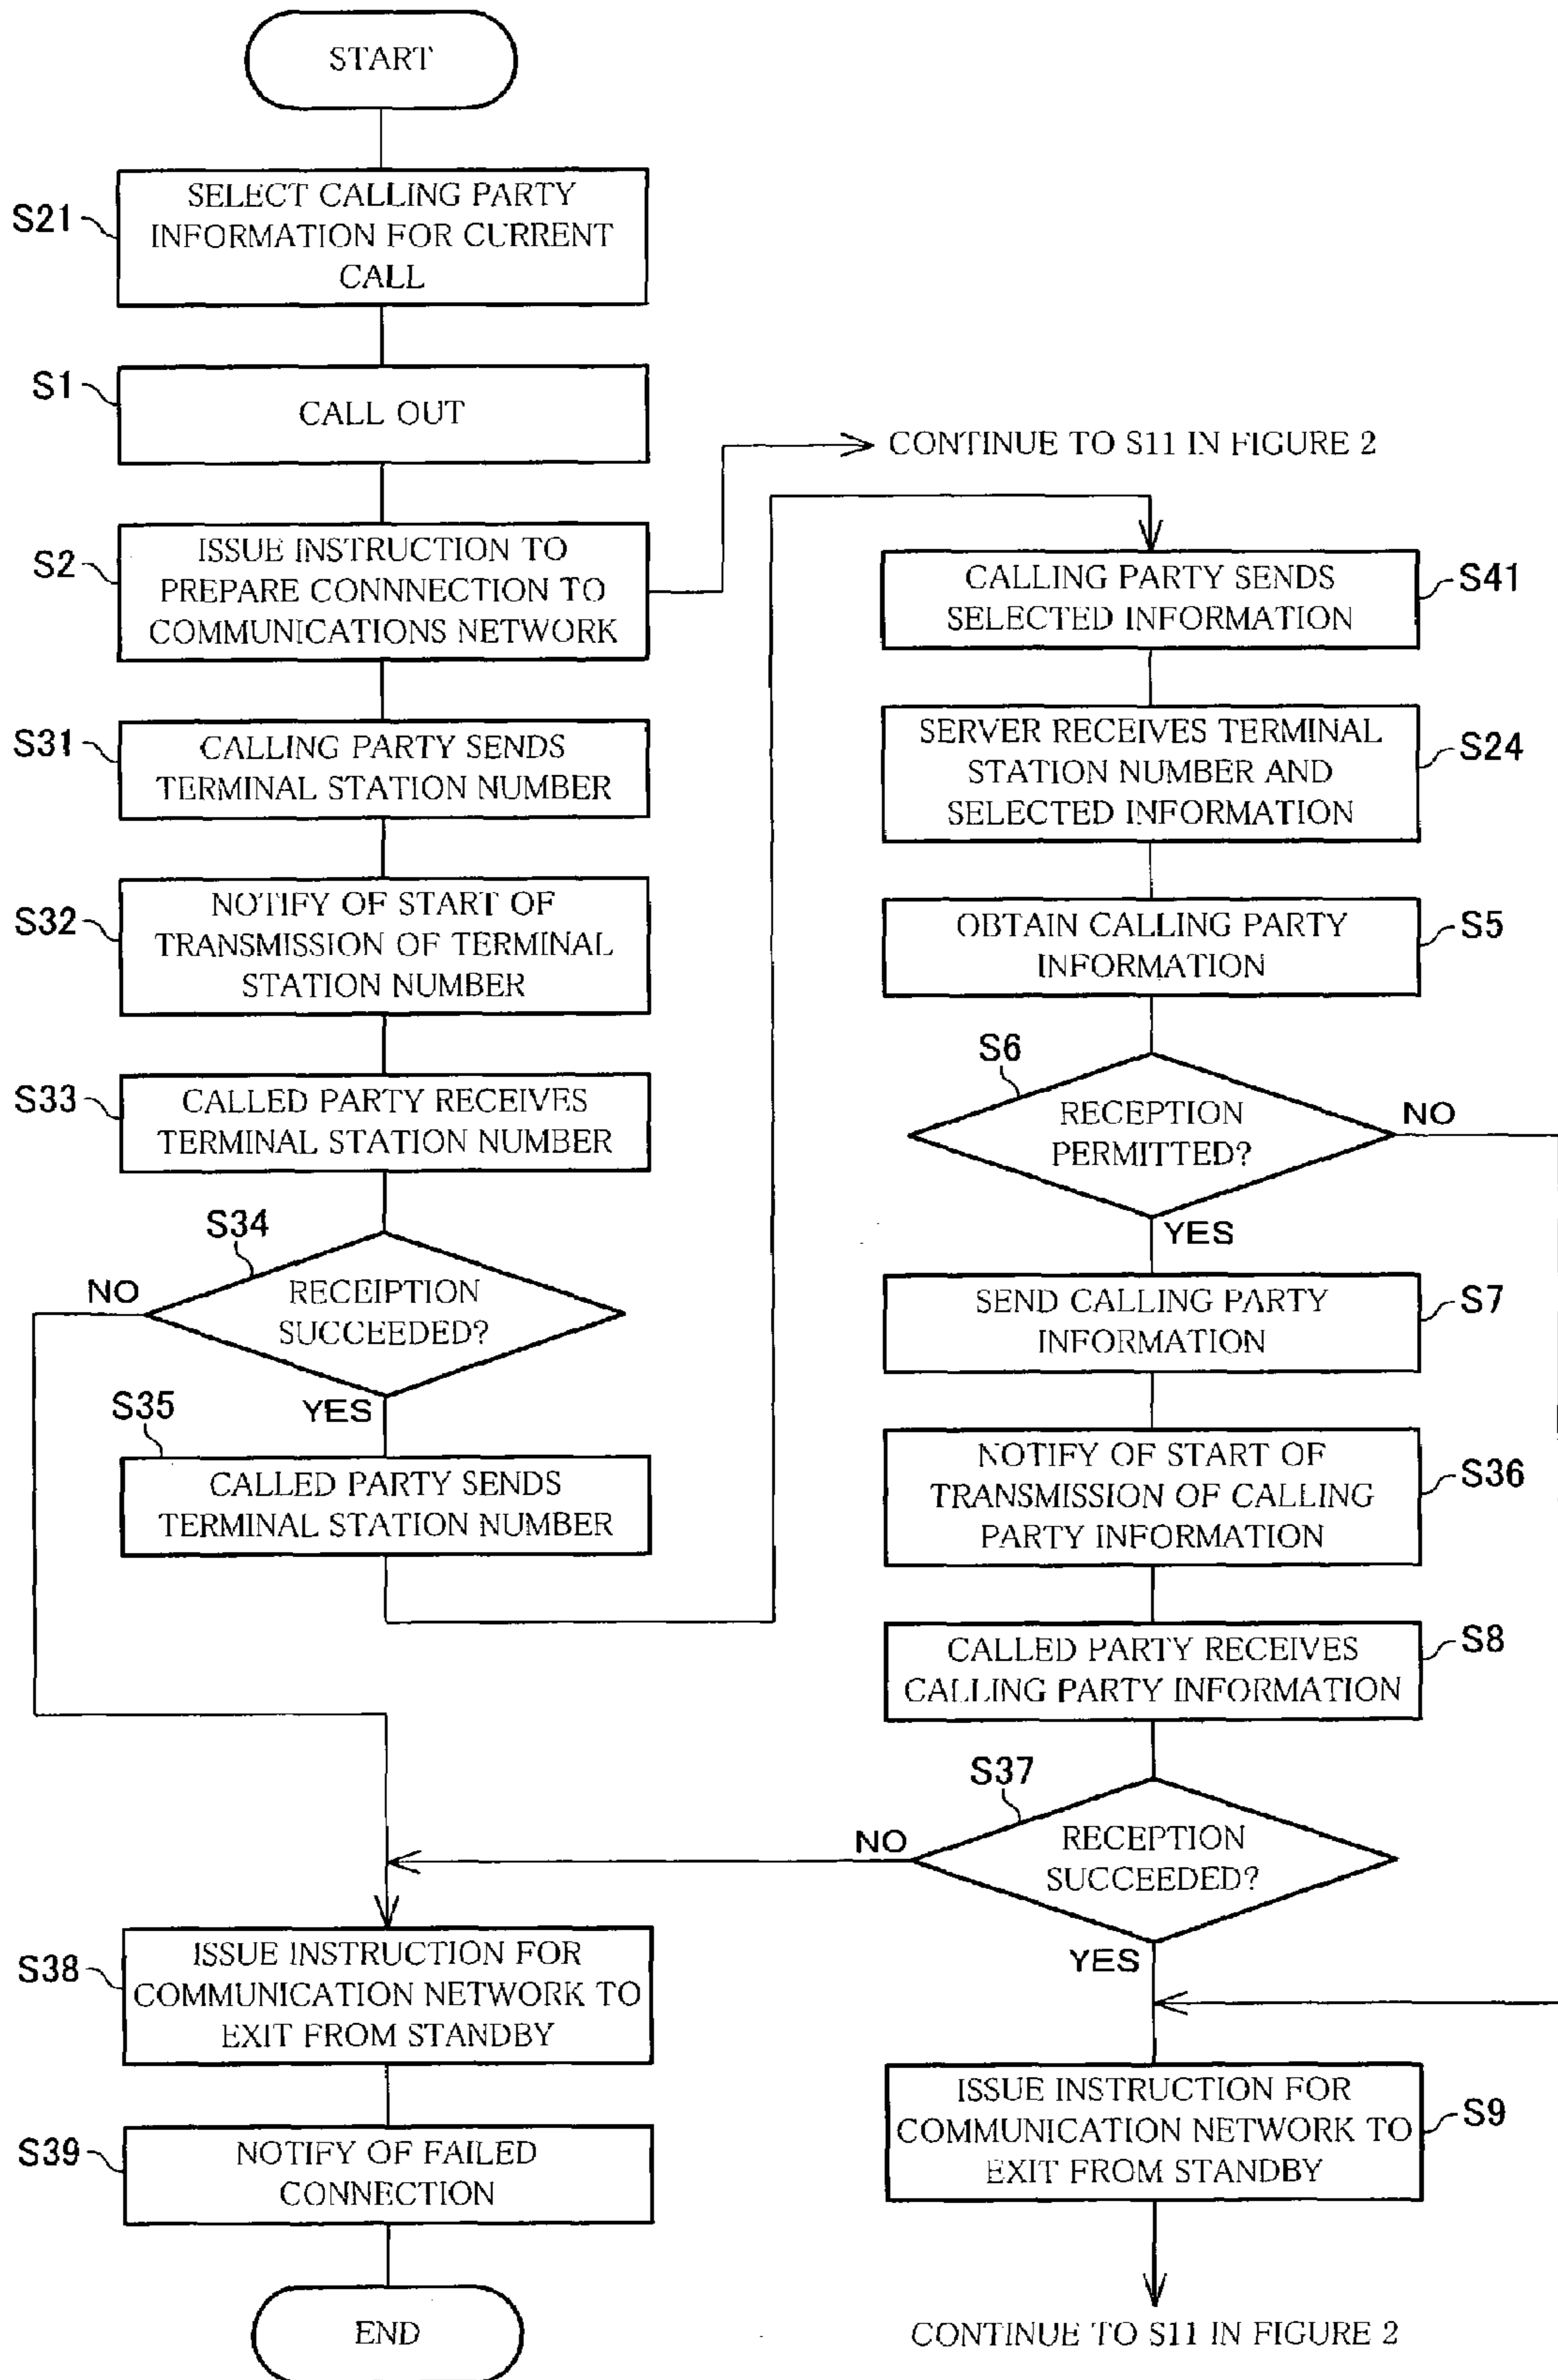 START
S21
SELECT CALLING PARTY
INFORMATION FOR CURRENT
CALL
S1
CALL OUT
CONTINUE TO S11 IN FIGURE 2
S2
ISSUE INSTRUCTION TO
PREPARE CONNNECTION TO
COMMUNICATIONS NETWORK
S31
CALLING PARTY SENDS
TERMINAL STATION NUMBER
S32
NOTIFY OF START OF
TRANSMISSION OF TERMINAL
STATION NUMBER
S33
CALLED PARTY RECEIVES
TERMINAL STATION NUMBER
S34
NO
RECEIPTION
SUCCEEDED?
YES
S35
CALLED PARTY SENDS
TERMINAL STATION NUMBER
CALLING PARTY SENDS
SELECTED INFORMATION
S41
SERVER RECEIVES TERMINAL
STATION NUMBER AND
SELECTED INFORMATION
S24
OBTAIN CALLING PARTY
INFORMATION
S5
S6
RECEPTION
PERMITTED?
NO
YES
SEND CALLING PARTY
INFORMATION
S7
NOTIFY OF START OF
TRANSMISSION OF CALLING
PARTY INFORMATION
S36
CALLED PARTY RECEIVES
CALLING PARTY INFORMATION
S8
S37
NO
RECEPTION
SUCCEEDED?
YES
S38
ISSUE INSTRUCTION FOR
COMMUNICATION NETWORK TO
EXIT FROM STANDBY
S39
NOTIFY OF FAILED
CONNECTION
END
ISSUE INSTRUCTION FOR
COMMUNICATION NETWORK TO
EXIT FROM STANDBY
S9
CONTINUE TO S11 IN FIGURE 2